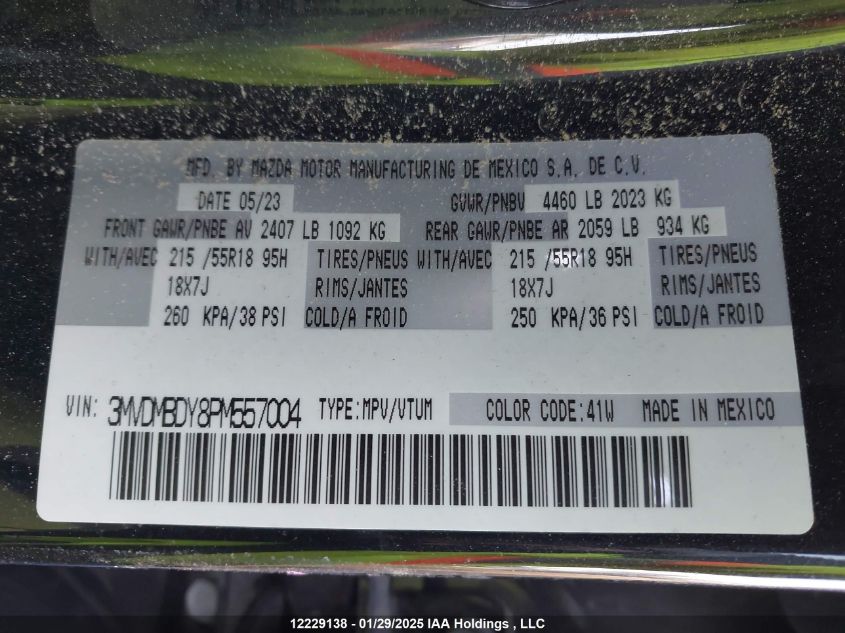 MFD. BY MAZDA MOTOR MANUFACTURING DE MEXICO S.A. DE C.V.
DATE 05/23 GVWR/PNBV 4460 LB 2023 KG
FRONT GAWR/PNBE AV 2407 LB 1092 KG REAR GAWR/PNBE AR 2059 LB 934 KG
WITH/AVEC 215 /55R18 95H TIRES/PNEUS WITH/AVEC 215 /55R18 95H TIRES/PNEUS
18X7J RIMS/JANTES 18X7J RIMS/JANTES
260 KPA/38 PSI COLD/A FROID 250 KPA/36 PSI COLD/A FROID
VIN: 3MVDMBDY8PM557004 TYPE:MPV/VTUM COLOR CODE:41W MADE IN MEXICO
12229138 - 01/29/2025 IAA Holdings , LLC